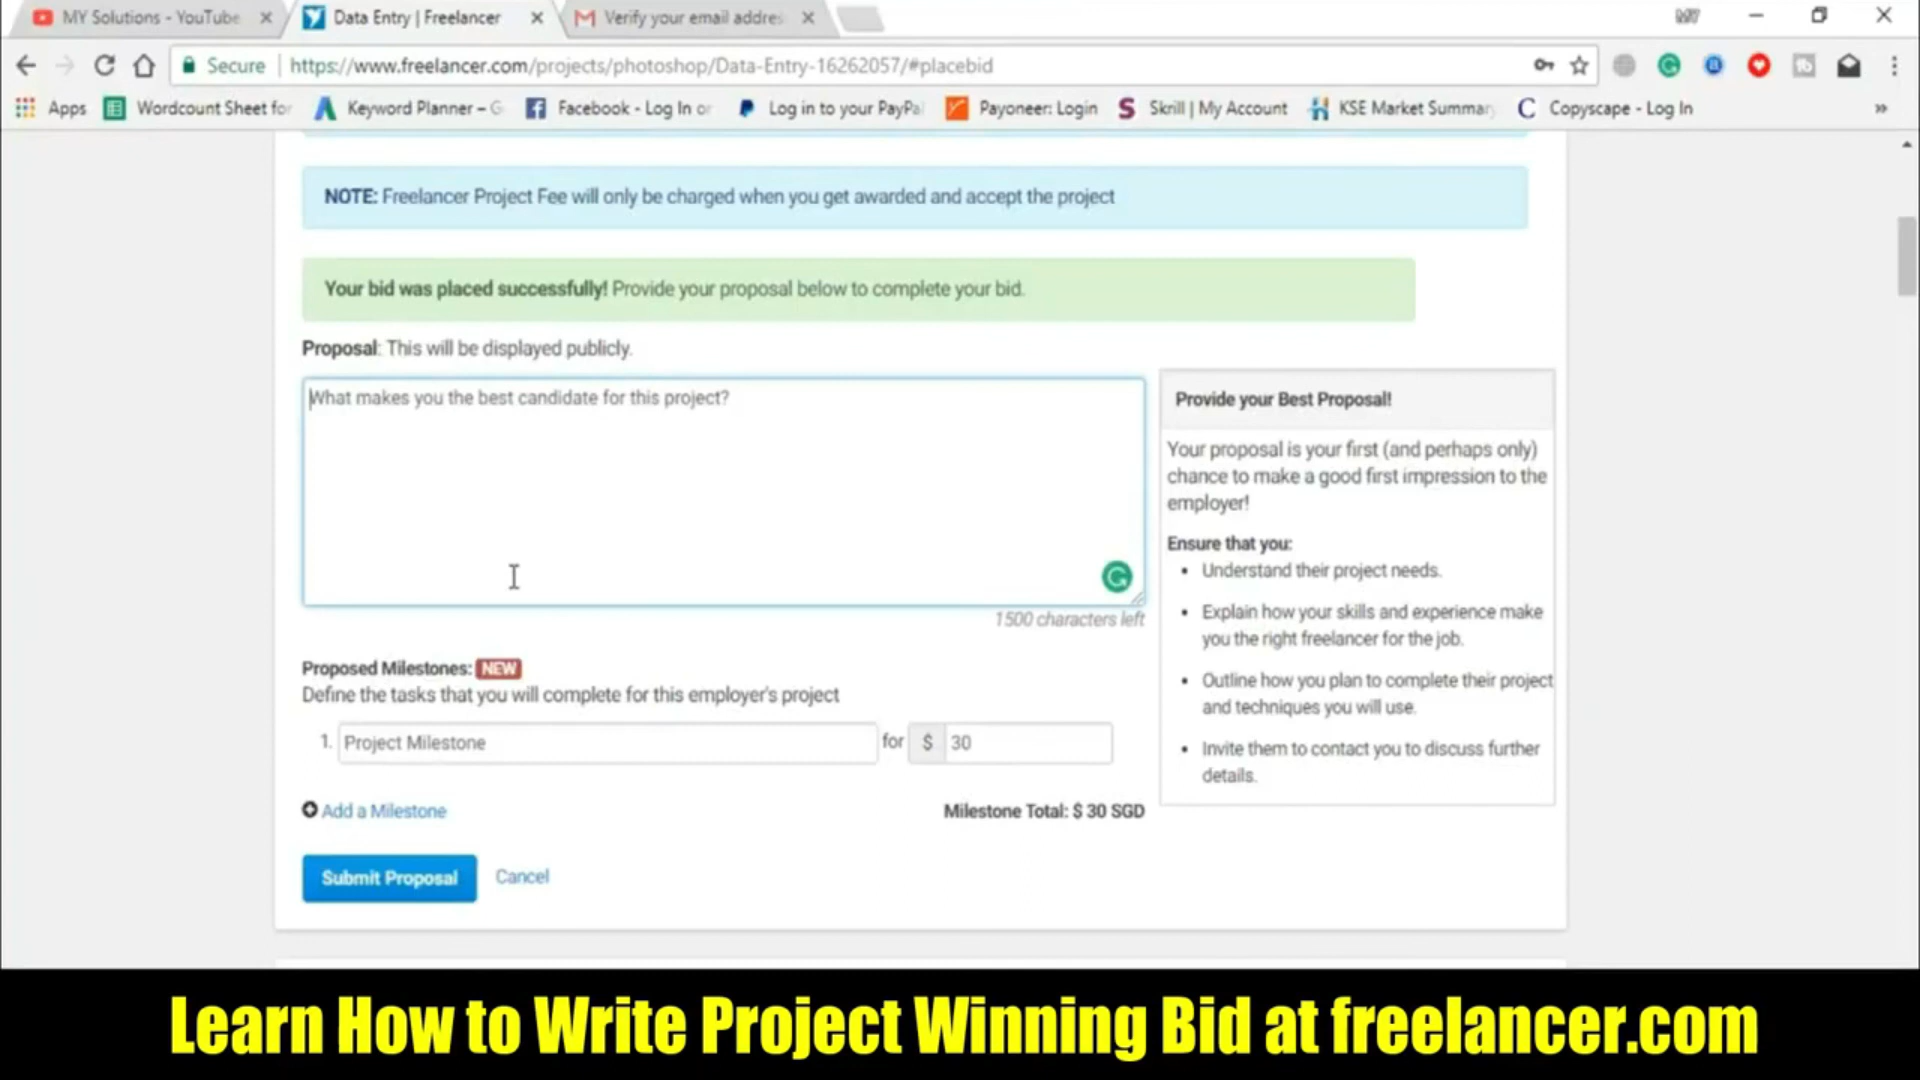 MY Solutions - YouTube
Data Entry | Freelancer
Verify your email addre
Secure
https://www.freelancer.com/projects/photoshop/Data-Entry-16262057/#placebid
Apps
Wordcount Sheet for
Keyword Planner – G
Facebook - Log In or
Log in to your PayPa
Payoneer: Login
Skrill | My Account
KSE Market Summar
Copyscape - Log In
»
NOTE: Freelancer Project Fee will only be charged when you get awarded and accept the project
Your bid was placed successfully! Provide your proposal below to complete your bid.
Proposal: This will be displayed publicly.
What makes you the best candidate for this project?
1500 characters left
Provide your Best Proposal!
Your proposal is your first (and perhaps only)
chance to make a good first impression to the
employer!
Ensure that you:
• Understand their project needs.
• Explain how your skills and experience make
you the right freelancer for the job.
• Outline how you plan to complete their project
and techniques you will use.
• Invite them to contact you to discuss further
details.
Proposed Milestones: NEW
Define the tasks that you will complete for this employer's project
1. Project Milestone for $ 30
Add a Milestone
Milestone Total: $ 30 SGD
Submit Proposal
Cancel
Learn How to Write Project Winning Bid at freelancer.com